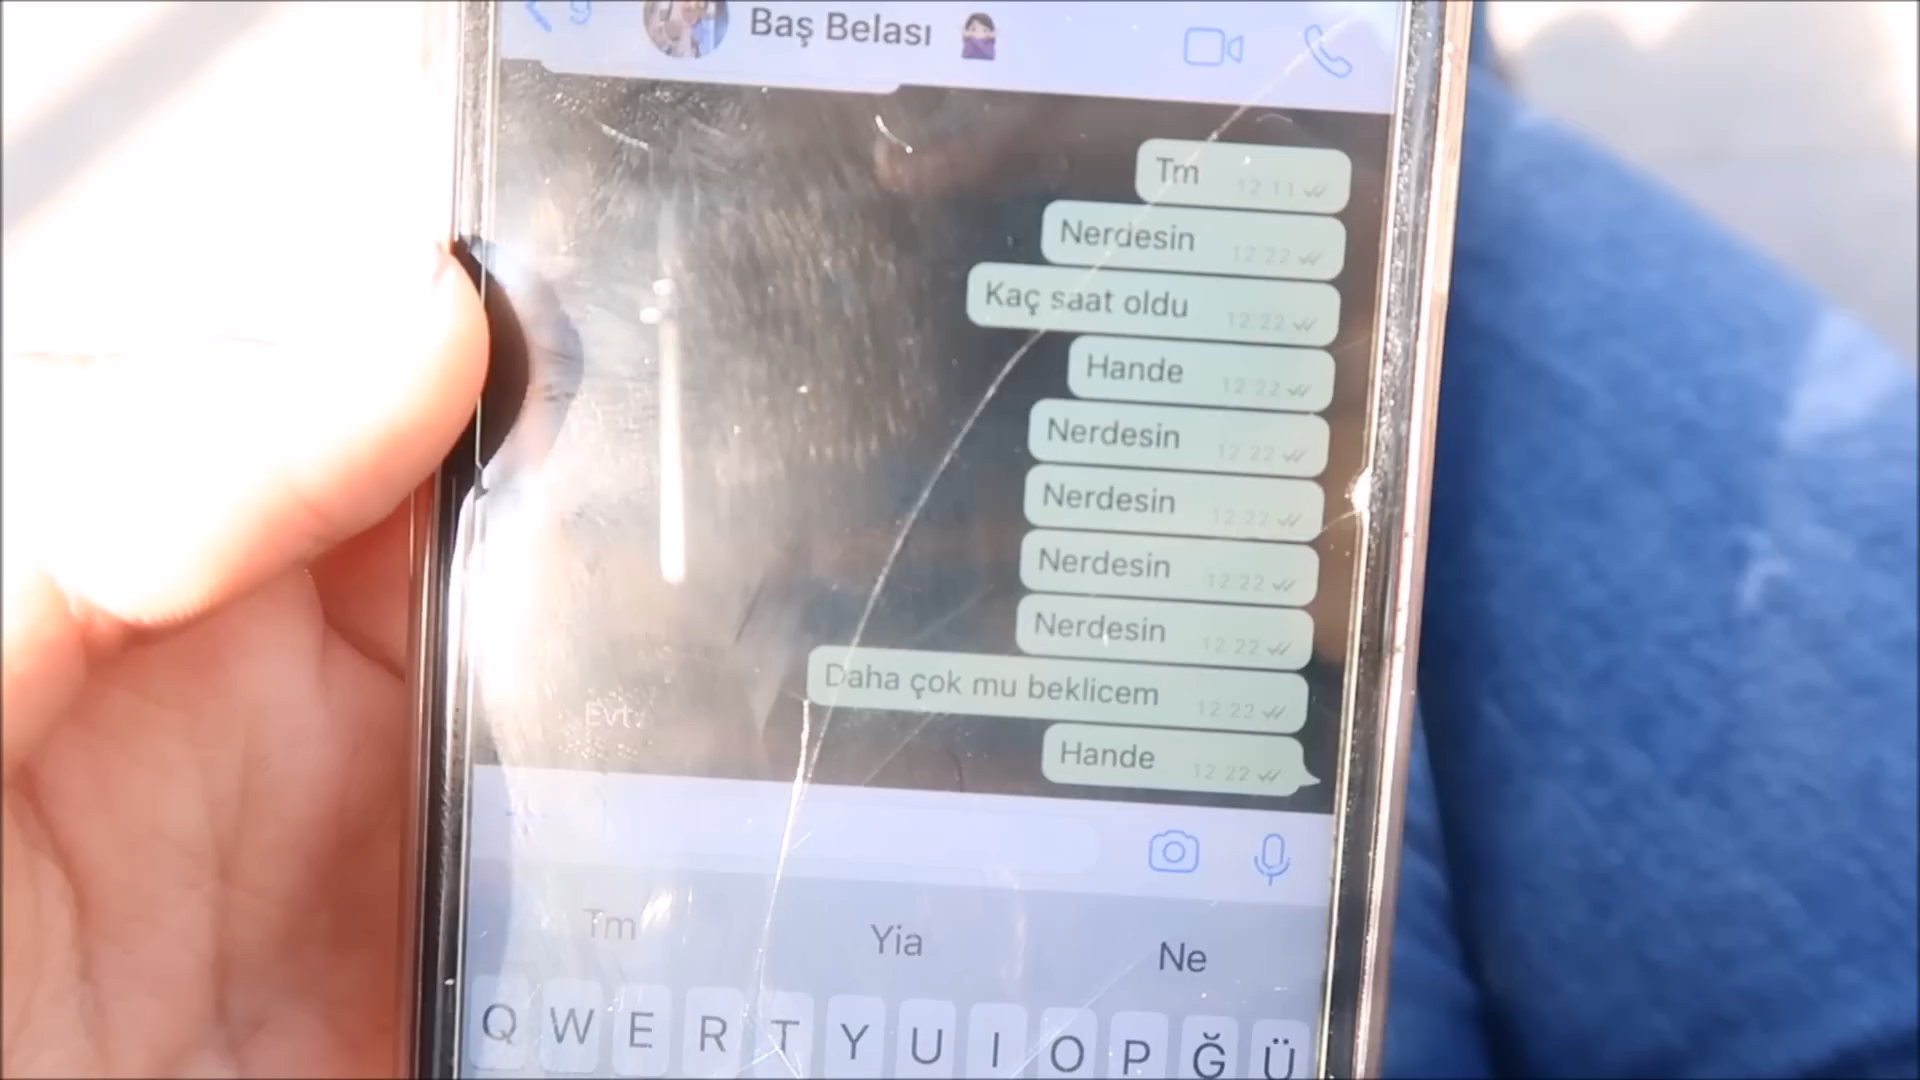 9 Baş Belası
Tm 12:11
Nerdesin 12:22
Kaç saat oldu 12:22
Hande 12:22
Nerdesin 12:22
Nerdesin 12:22
Nerdesin 12:22
Nerdesin 12:22
Daha çok mu beklicem 12:22
Hande 12:22
Evt.
Tm Yia Ne
Q W E R T Y U I O P Ğ Ü